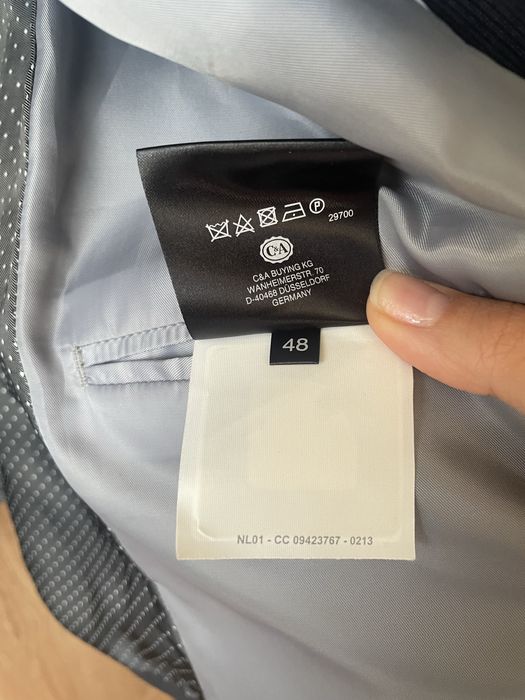 P 29700
C&A
C&A BUYING KG
WANHEIMERSTR. 70
D-40468 DÜSSELDORF
GERMANY
48
NL01 - CC 09423767 - 0213